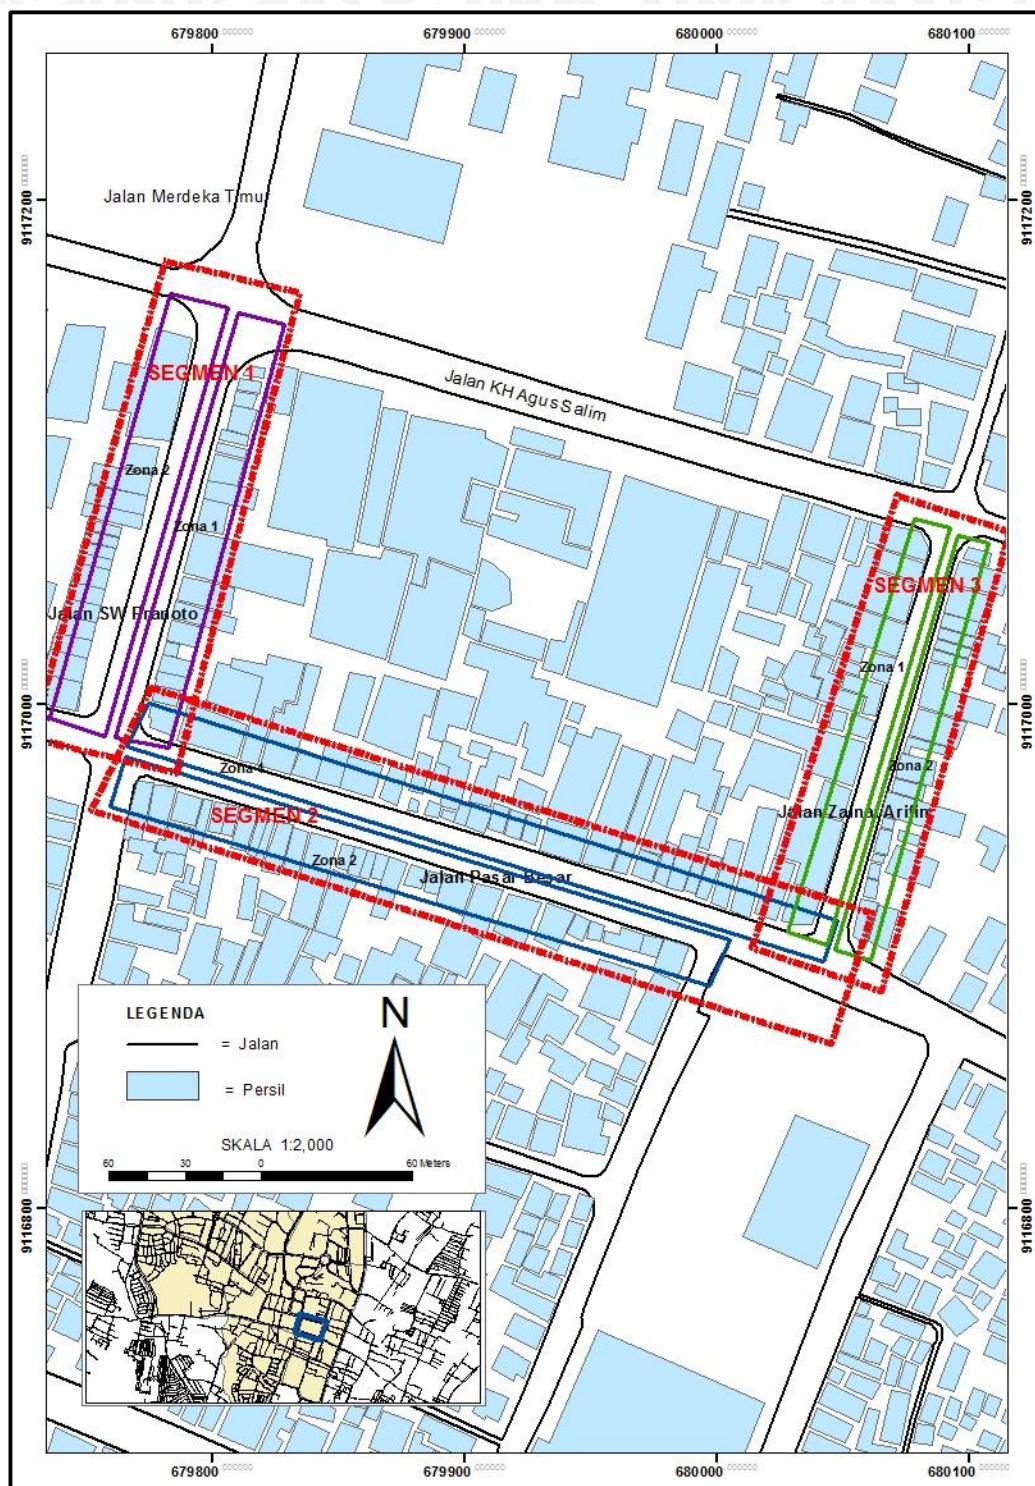 679800 679900 680000 680100
9117200
9117200
Jalan Merdeka Timur
Jalan KH Agus Salim
SEGMEN 1
Zona 2
Zona 1
Jalan SW Pranoto
SEGMEN 3
Zona 1
Zona 2
Jalan Zainal Arifin
9117000
9117000
Zona 1
SEGMEN 2
Zona 2
Jalan Pasar Besar
LEGENDA
= Jalan
= Persil
N
SKALA 1:2,000
60 30 0 60 Meters
9116800
9116800
679800 679900 680000 680100